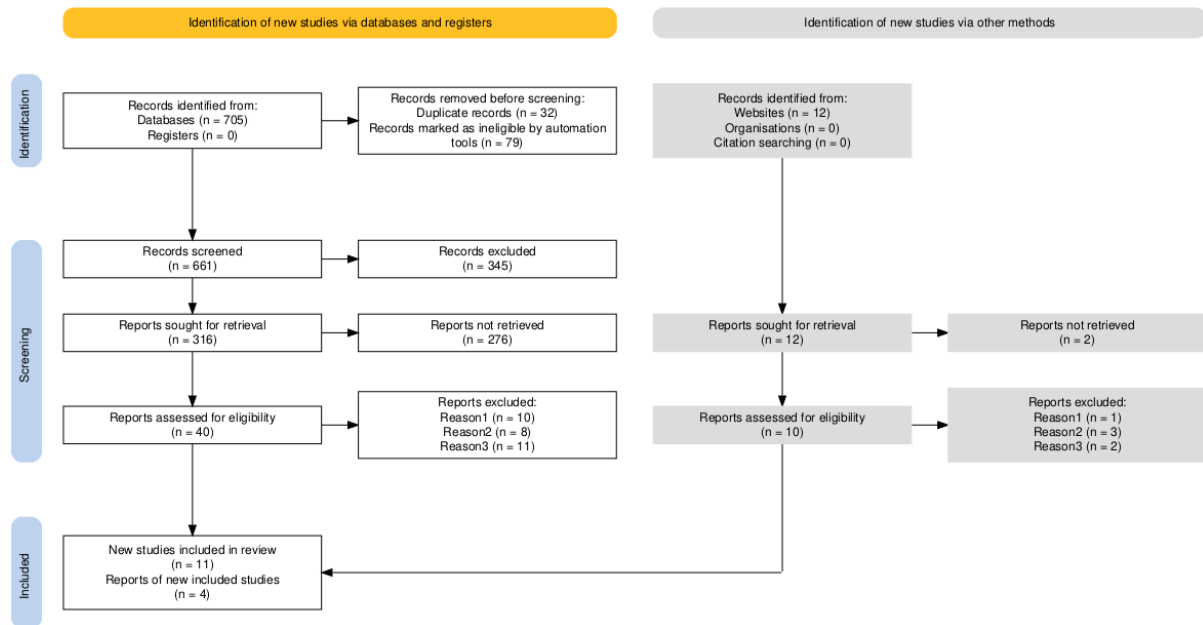 Identification of new studies via databases and registers
Identification of new studies via other methods
Identification
Records identified from:
Databases (n = 705)
Registers (n = 0)
Records removed before screening:
Duplicate records (n = 32)
Records marked as ineligible by automation
tools (n = 79)
Records identified from:
Websites (n = 12)
Organisations (n = 0)
Citation searching (n = 0)
Screening
Records screened
(n = 661)
Records excluded
(n = 345)
Reports sought for retrieval
(n = 316)
Reports not retrieved
(n = 276)
Reports sought for retrieval
(n = 12)
Reports not retrieved
(n = 2)
Reports assessed for eligibility
(n = 40)
Reports excluded:
Reason1 (n = 10)
Reason2 (n = 8)
Reason3 (n = 11)
Reports assessed for eligibility
(n = 10)
Reports excluded:
Reason1 (n = 1)
Reason2 (n = 3)
Reason3 (n = 2)
Included
New studies included in review
(n = 11)
Reports of new included studies
(n = 4)